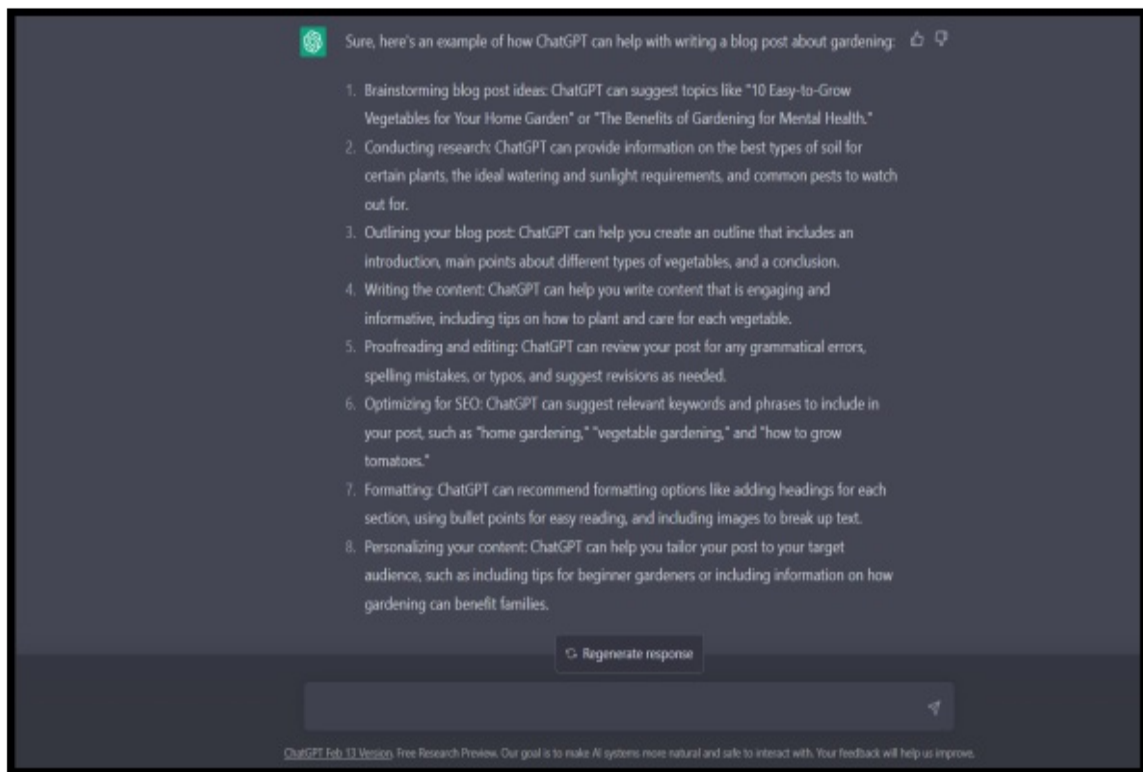 Sure, here's an example of how ChatGPT can help with writing a blog post about gardening:
1. Brainstorming blog post ideas: ChatGPT can suggest topics like "10 Easy-to-Grow
Vegetables for Your Home Garden" or "The Benefits of Gardening for Mental Health."
2. Conducting research: ChatGPT can provide information on the best types of soil for
certain plants, the ideal watering and sunlight requirements, and common pests to watch
out for.
3. Outlining your blog post: ChatGPT can help you create an outline that includes an
introduction, main points about different types of vegetables, and a conclusion.
4. Writing the content: ChatGPT can help you write content that is engaging and
informative, including tips on how to plant and care for each vegetable.
5. Proofreading and editing: ChatGPT can review your post for any grammatical errors,
spelling mistakes, or typos, and suggest revisions as needed.
6. Optimizing for SEO: ChatGPT can suggest relevant keywords and phrases to include in
your post, such as "home gardening," "vegetable gardening," and "how to grow
tomatoes."
7. Formatting: ChatGPT can recommend formatting options like adding headings for each
section, using bullet points for easy reading, and including images to break up text.
8. Personalizing your content: ChatGPT can help you tailor your post to your target
audience, such as including tips for beginner gardeners or including information on how
gardening can benefit families.
Regenerate response
ChatGPT Feb 13 Version. Free Research Preview. Our goal is to make AI systems more natural and safe to interact with. Your feedback will help us improve.